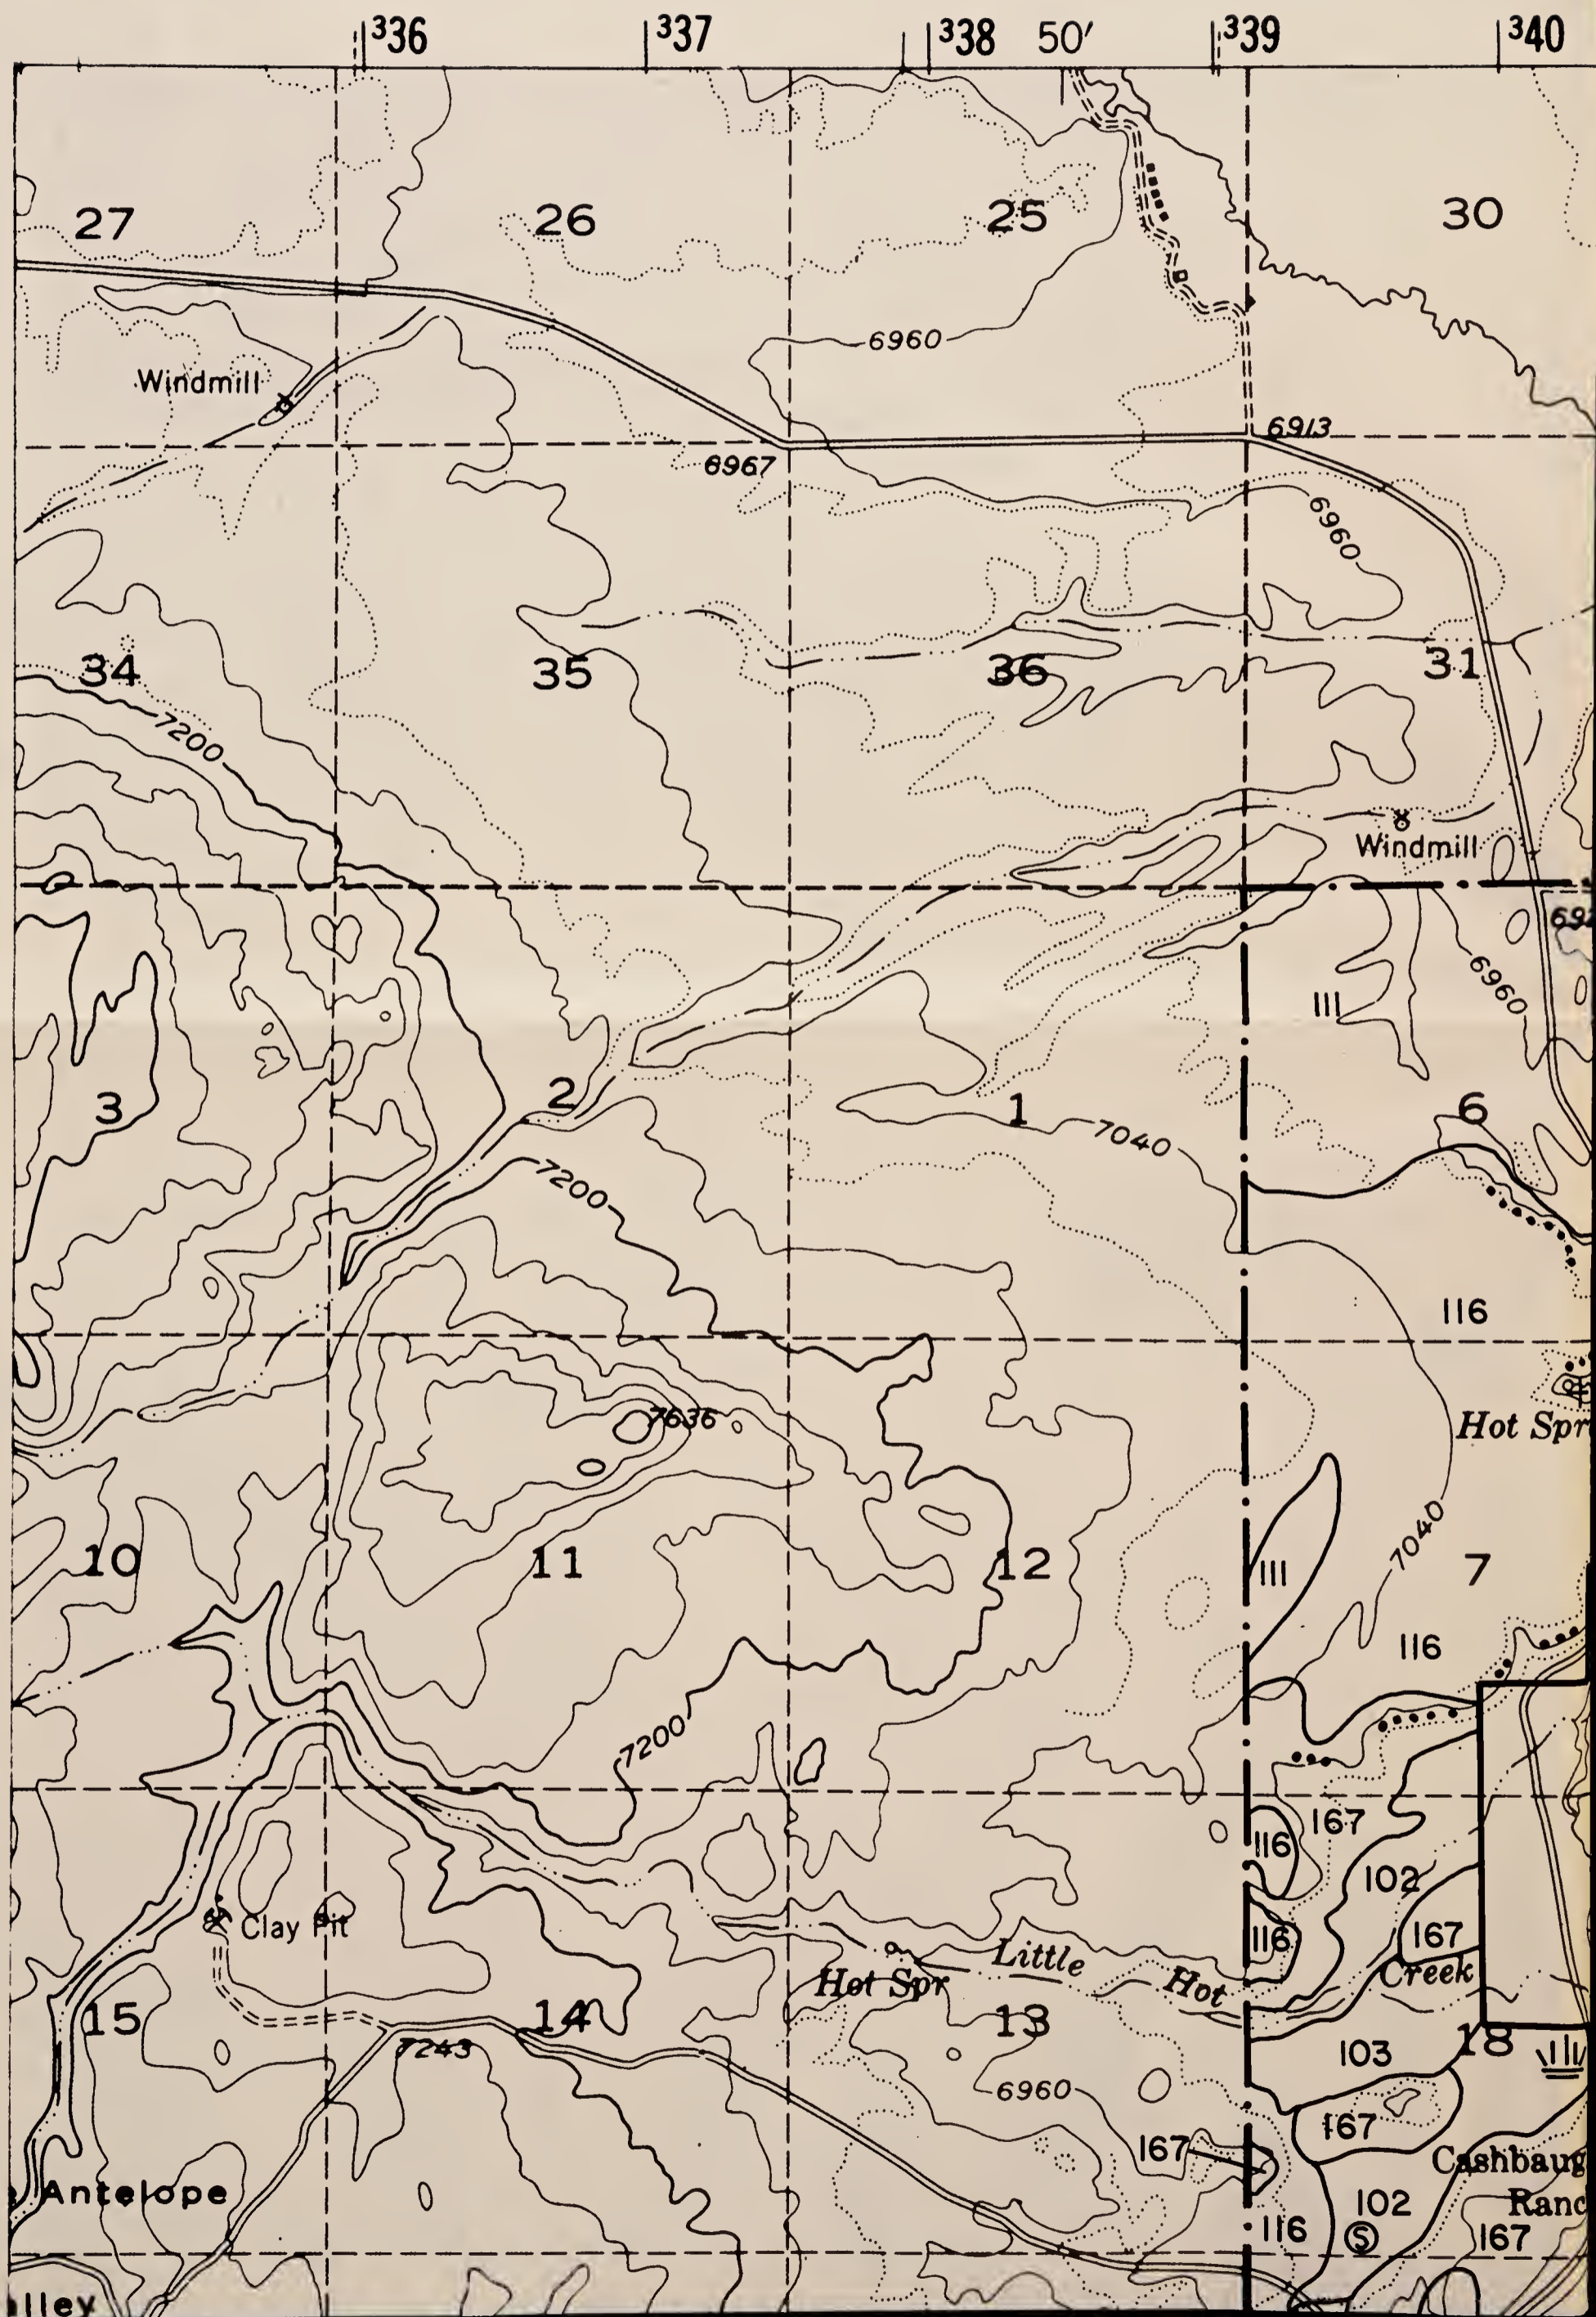 ³36 ³37 ³38 50′ ³39 ³40
27 26 25 30
6960
Windmill
6913
6967
6960
34 35 36 31
7200
Windmill
692
6960
111
3 2 1 6
7040
7200
116
7636
Hot Spr
7040
10 11 12 111 7
116
7200
167
116
102
Clay Pit
116 167
Little Hot Creek
Hot Spr
15 14 13 18
7243
103
6960
167
167
Cashbaug
Antelope
102
Ranc
116 S 167
lley